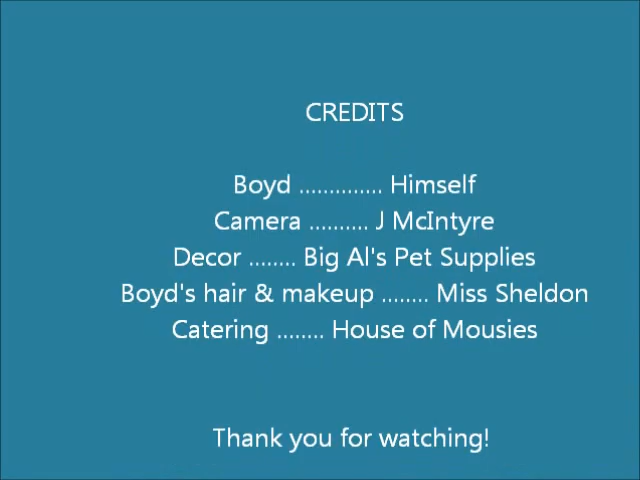 CREDITS
Boyd .............. Himself
Camera .......... J McIntyre
Decor ........ Big Al's Pet Supplies
Boyd's hair & makeup ........ Miss Sheldon
Catering ........ House of Mousies
Thank you for watching!